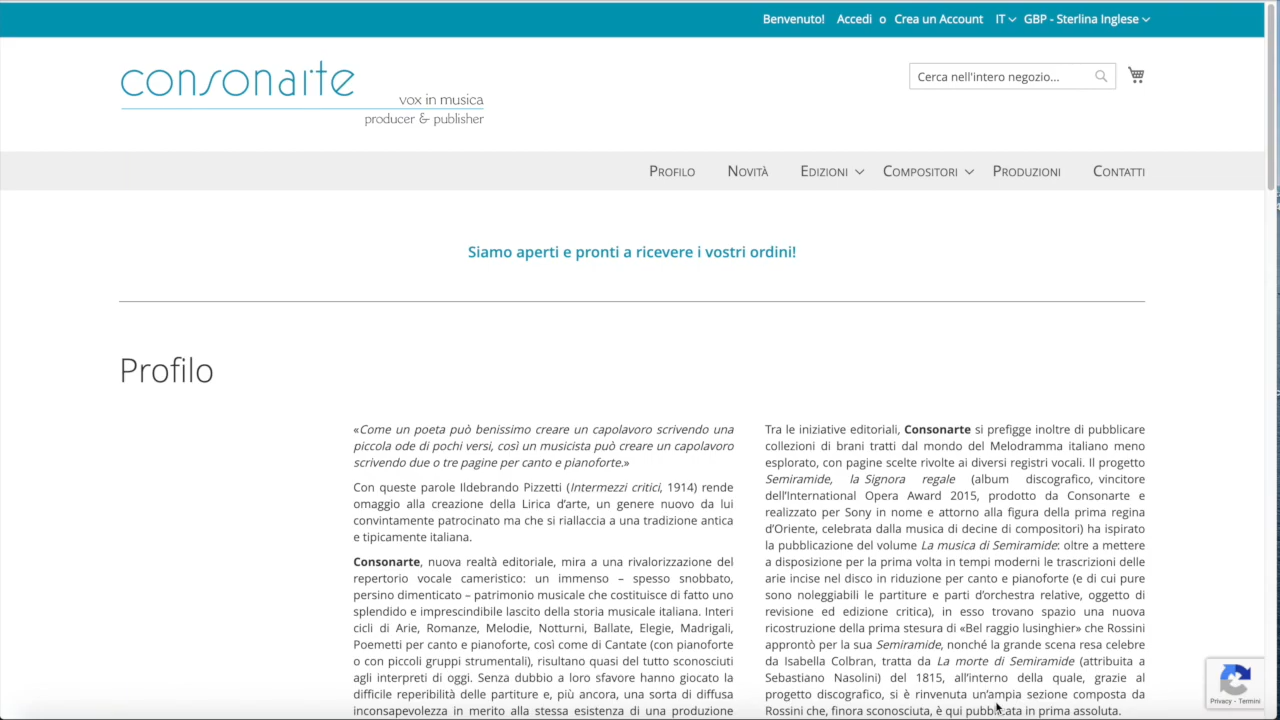 Benvenuto! Accedi o Crea un Account IT GBP - Sterlina Inglese
consonarte
vox in musica
producer & publisher
Cerca nell'intero negozio...
Profilo Novità Edizioni Compositori Produzioni Contatti
Siamo aperti e pronti a ricevere i vostri ordini!
Profilo
«Come un poeta può benissimo creare un capolavoro scrivendo una
piccola ode di pochi versi, così un musicista può creare un capolavoro
scrivendo due o tre pagine per canto e pianoforte.»
Con queste parole Ildebrando Pizzetti (Intermezzi critici, 1914) rende
omaggio alla creazione della Lirica d’arte, un genere nuovo da lui
convintamente patrocinato ma che si riallaccia a una tradizione antica
e tipicamente italiana.
Consonarte, nuova realtà editoriale, mira a una rivalorizzazione del
repertorio vocale cameristico: un immenso – spesso snobbato,
persino dimenticato – patrimonio musicale che costituisce di fatto uno
splendido e imprescindibile lascito della storia musicale italiana. Interi
cicli di Arie, Romanze, Melodie, Notturni, Ballate, Elegie, Madrigali,
Poemetti per canto e pianoforte, così come di Cantate (con pianoforte
o con piccoli gruppi strumentali), risultano quasi del tutto sconosciuti
agli interpreti di oggi. Senza dubbio a loro sfavore hanno giocato la
difficile reperibilità delle partiture e, più ancora, una sorta di diffusa
inconsapevolezza in merito alla stessa esistenza di una produzione
Tra le iniziative editoriali, Consonarte si prefigge inoltre di pubblicare
collezioni di brani tratti dal mondo del Melodramma italiano meno
esplorato, con pagine scelte rivolte ai diversi registri vocali. Il progetto
Semiramide, la Signora regale (album discografico, vincitore
dell’International Opera Award 2015, prodotto da Consonarte e
realizzato per Sony in nome e attorno alla figura della prima regina
d’Oriente, celebrata dalla musica di decine di compositori) ha ispirato
la pubblicazione del volume La musica di Semiramide: oltre a mettere
a disposizione per la prima volta in tempi moderni le trascrizioni delle
arie incise nel disco in riduzione per canto e pianoforte (e di cui pure
sono noleggiabili le partiture e parti d’orchestra relative, oggetto di
revisione ed edizione critica), in esso trovano spazio una nuova
ricostruzione della prima stesura di «Bel raggio lusinghier» che Rossini
approntò per la sua Semiramide, nonché la grande scena resa celebre
da Isabella Colbran, tratta da La morte di Semiramide (attribuita a
Sebastiano Nasolini) del 1815, all’interno della quale, grazie al
progetto discografico, si è rinvenuta un’ampia sezione composta da
Rossini che, finora sconosciuta, è qui pubblicata in prima assoluta.
Privacy - Termini